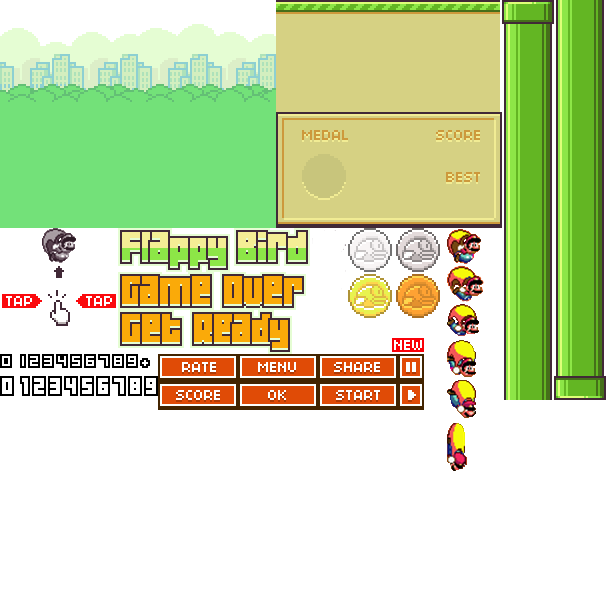 MEDAL SCORE
BEST
Flappy Bird
Game Over
TAP TAP
Get Ready
NEW
0 123456789+
RATE MENU SHARE
0 123456789
SCORE OK START